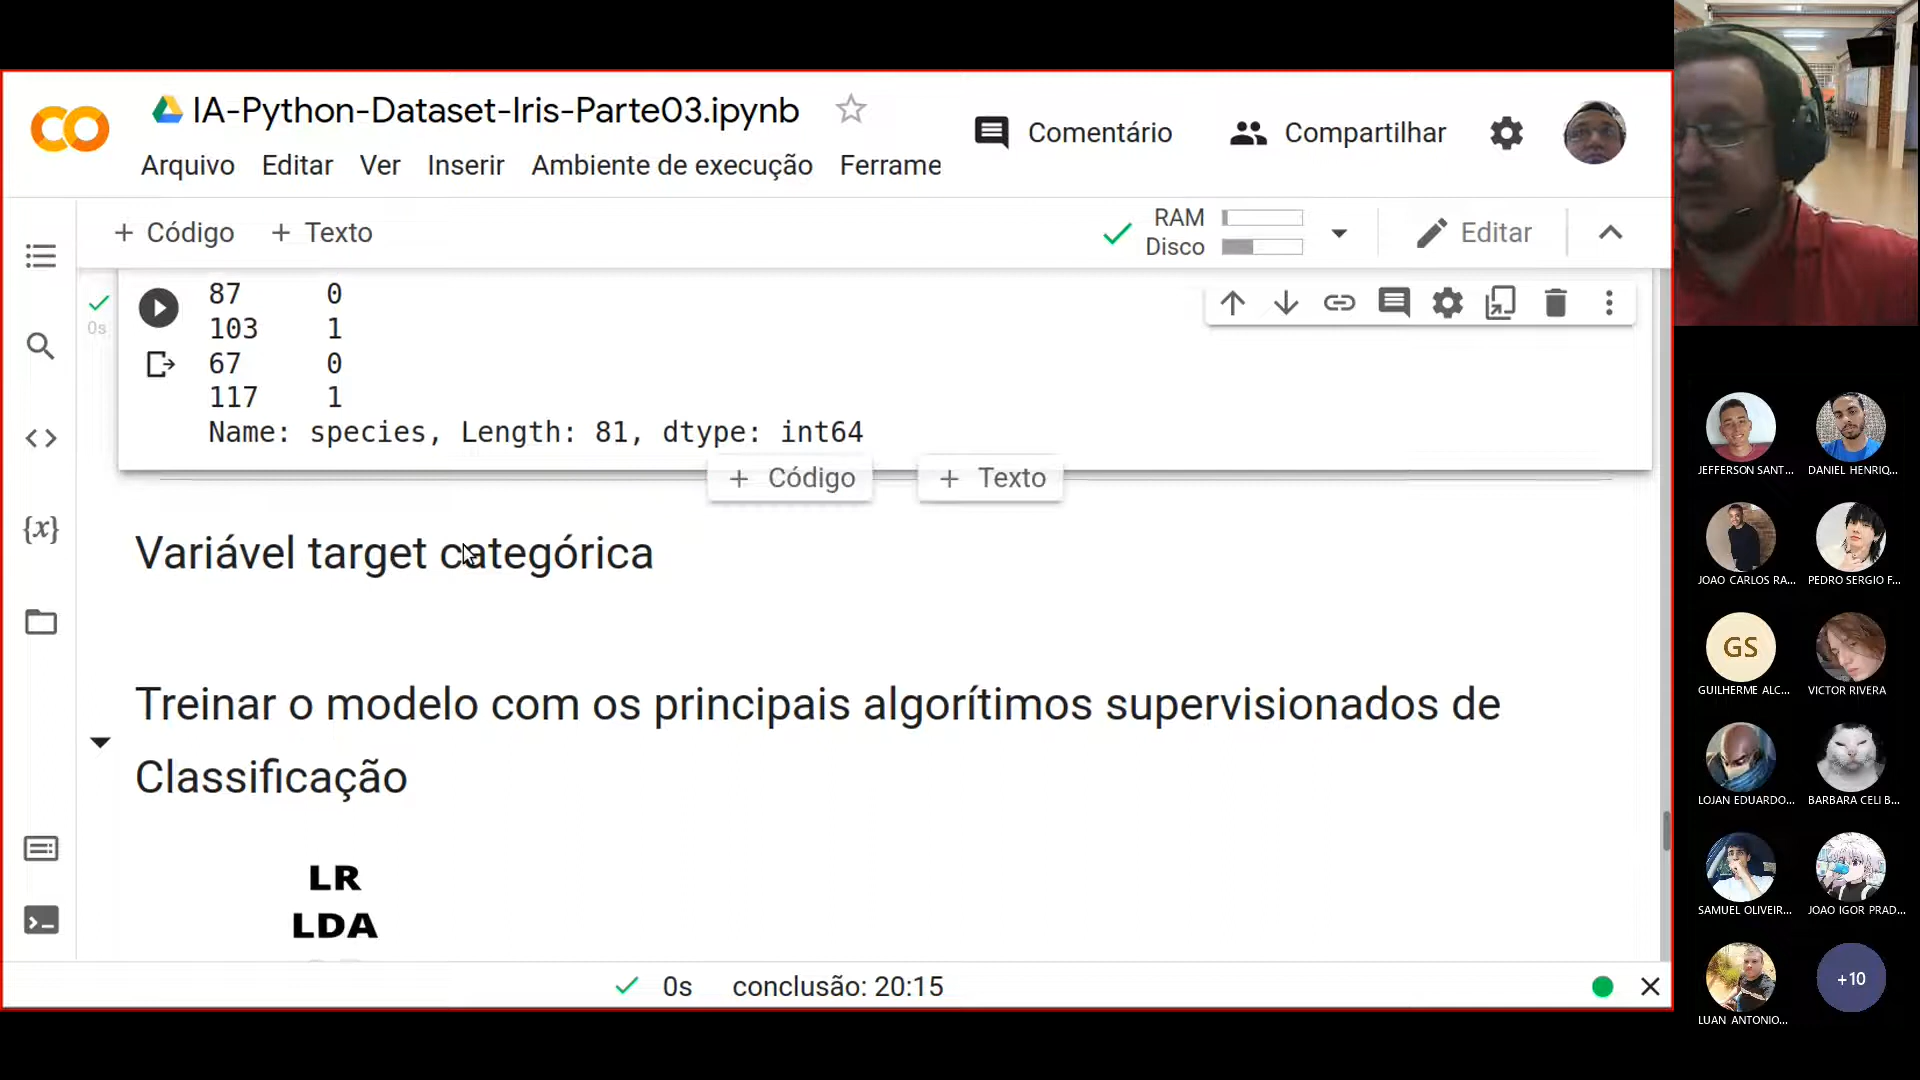 IA-Python-Dataset-Iris-Parte03.ipynb
Comentário
Compartilhar
Arquivo Editar Ver Inserir Ambiente de execução Ferrame
+ Código + Texto
RAM
Disco
Editar
87 0
103 1
67 0
117 1
Name: species, Length: 81, dtype: int64
0s
+ Código + Texto
Variável target categórica
Treinar o modelo com os principais algorítimos supervisionados de
Classificação
LR
LDA
0s conclusão: 20:15
JEFFERSON SANT... DANIEL HENRIQ...
JOAO CARLOS RA... PEDRO SERGIO F...
GS
GUILHERME ALC... VICTOR RIVERA
LOJAN EDUARDO... BARBARA CELI B...
SAMUEL OLIVEIR... JOAO IGOR PRAD...
+10
LUAN ANTONIO...